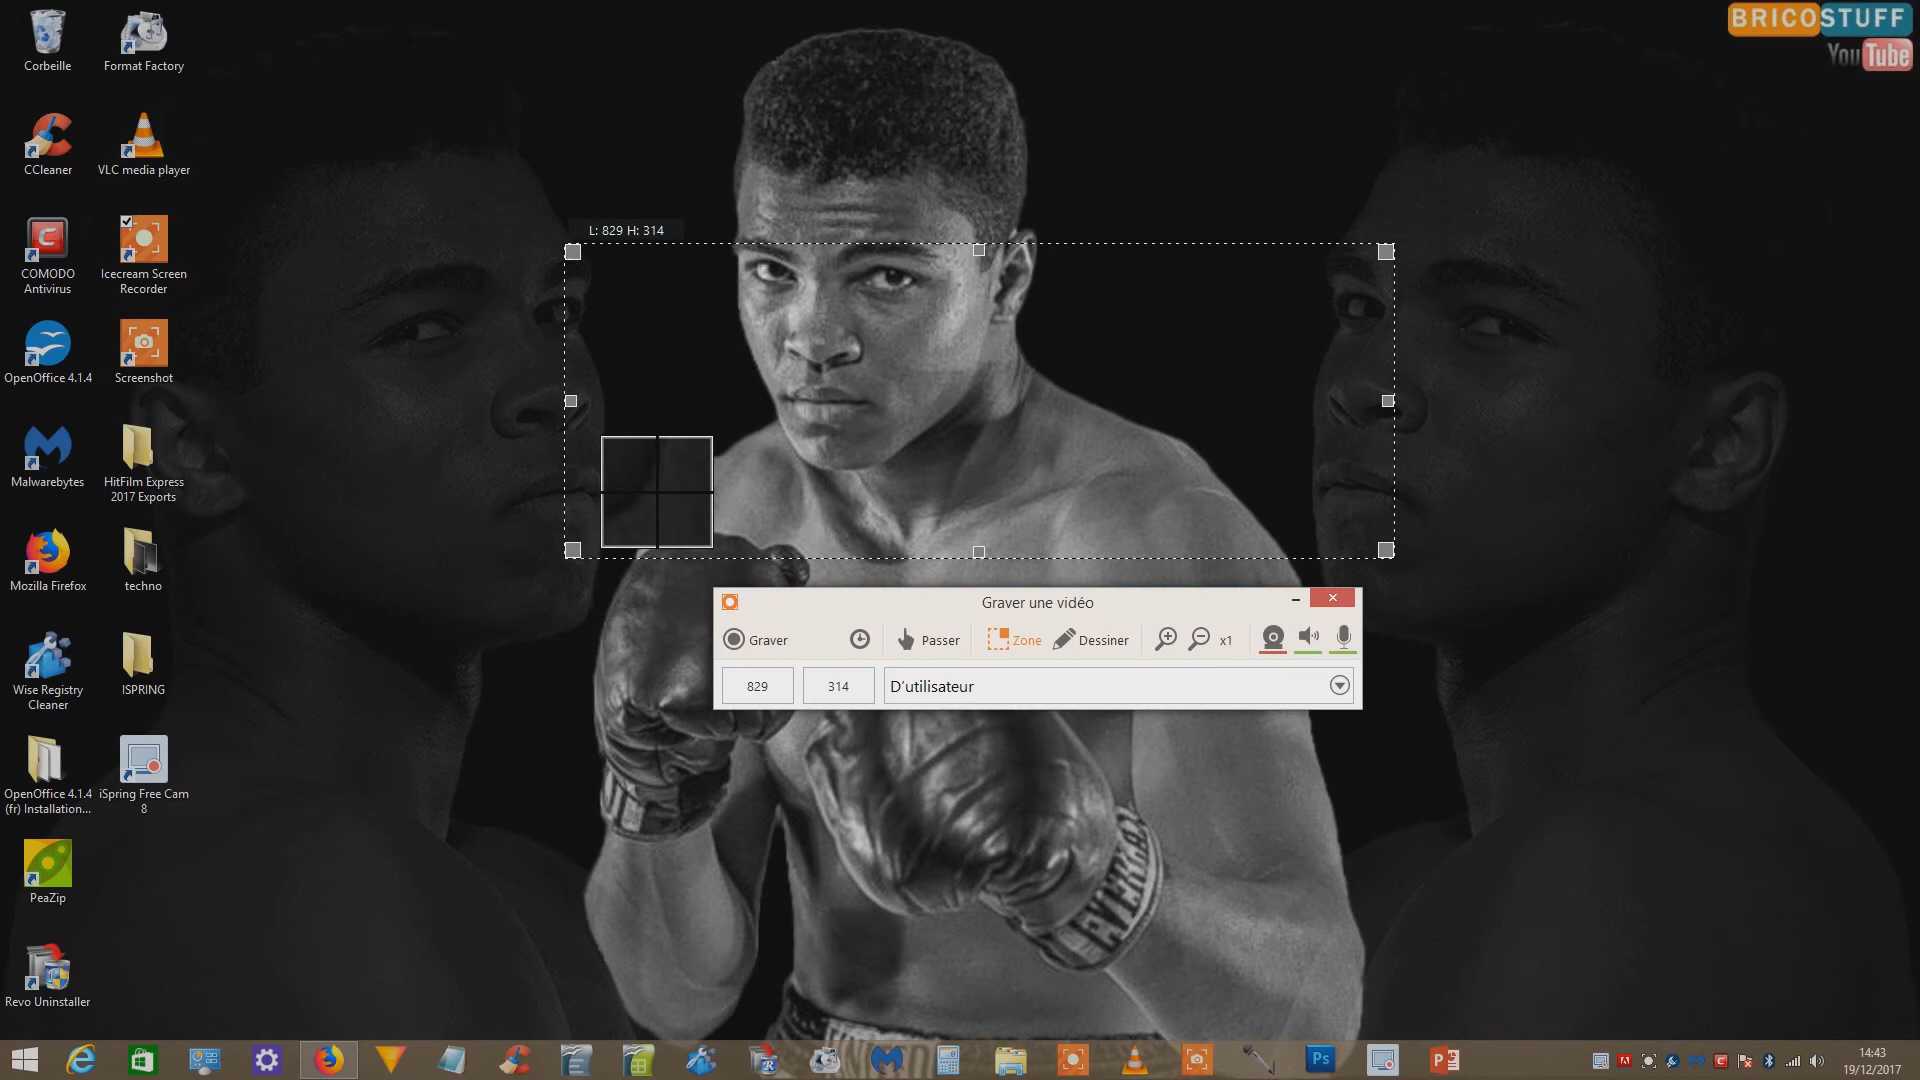 BRICOSTUFF
YouTube
Corbeille
Format Factory
CCleaner
VLC media player
COMODO
Antivirus
Icecream Screen
Recorder
OpenOffice 4.1.4
Screenshot
Malwarebytes
HitFilm Express
2017 Exports
Mozilla Firefox
techno
Wise Registry
Cleaner
ISPRING
OpenOffice 4.1.4
(fr) Installation...
iSpring Free Cam
8
PeaZip
Revo Uninstaller
L: 829 H: 314
Graver une vidéo
Graver
Passer
Zone
Dessiner
x1
829
314
D'utilisateur
Ps
14:43
19/12/2017